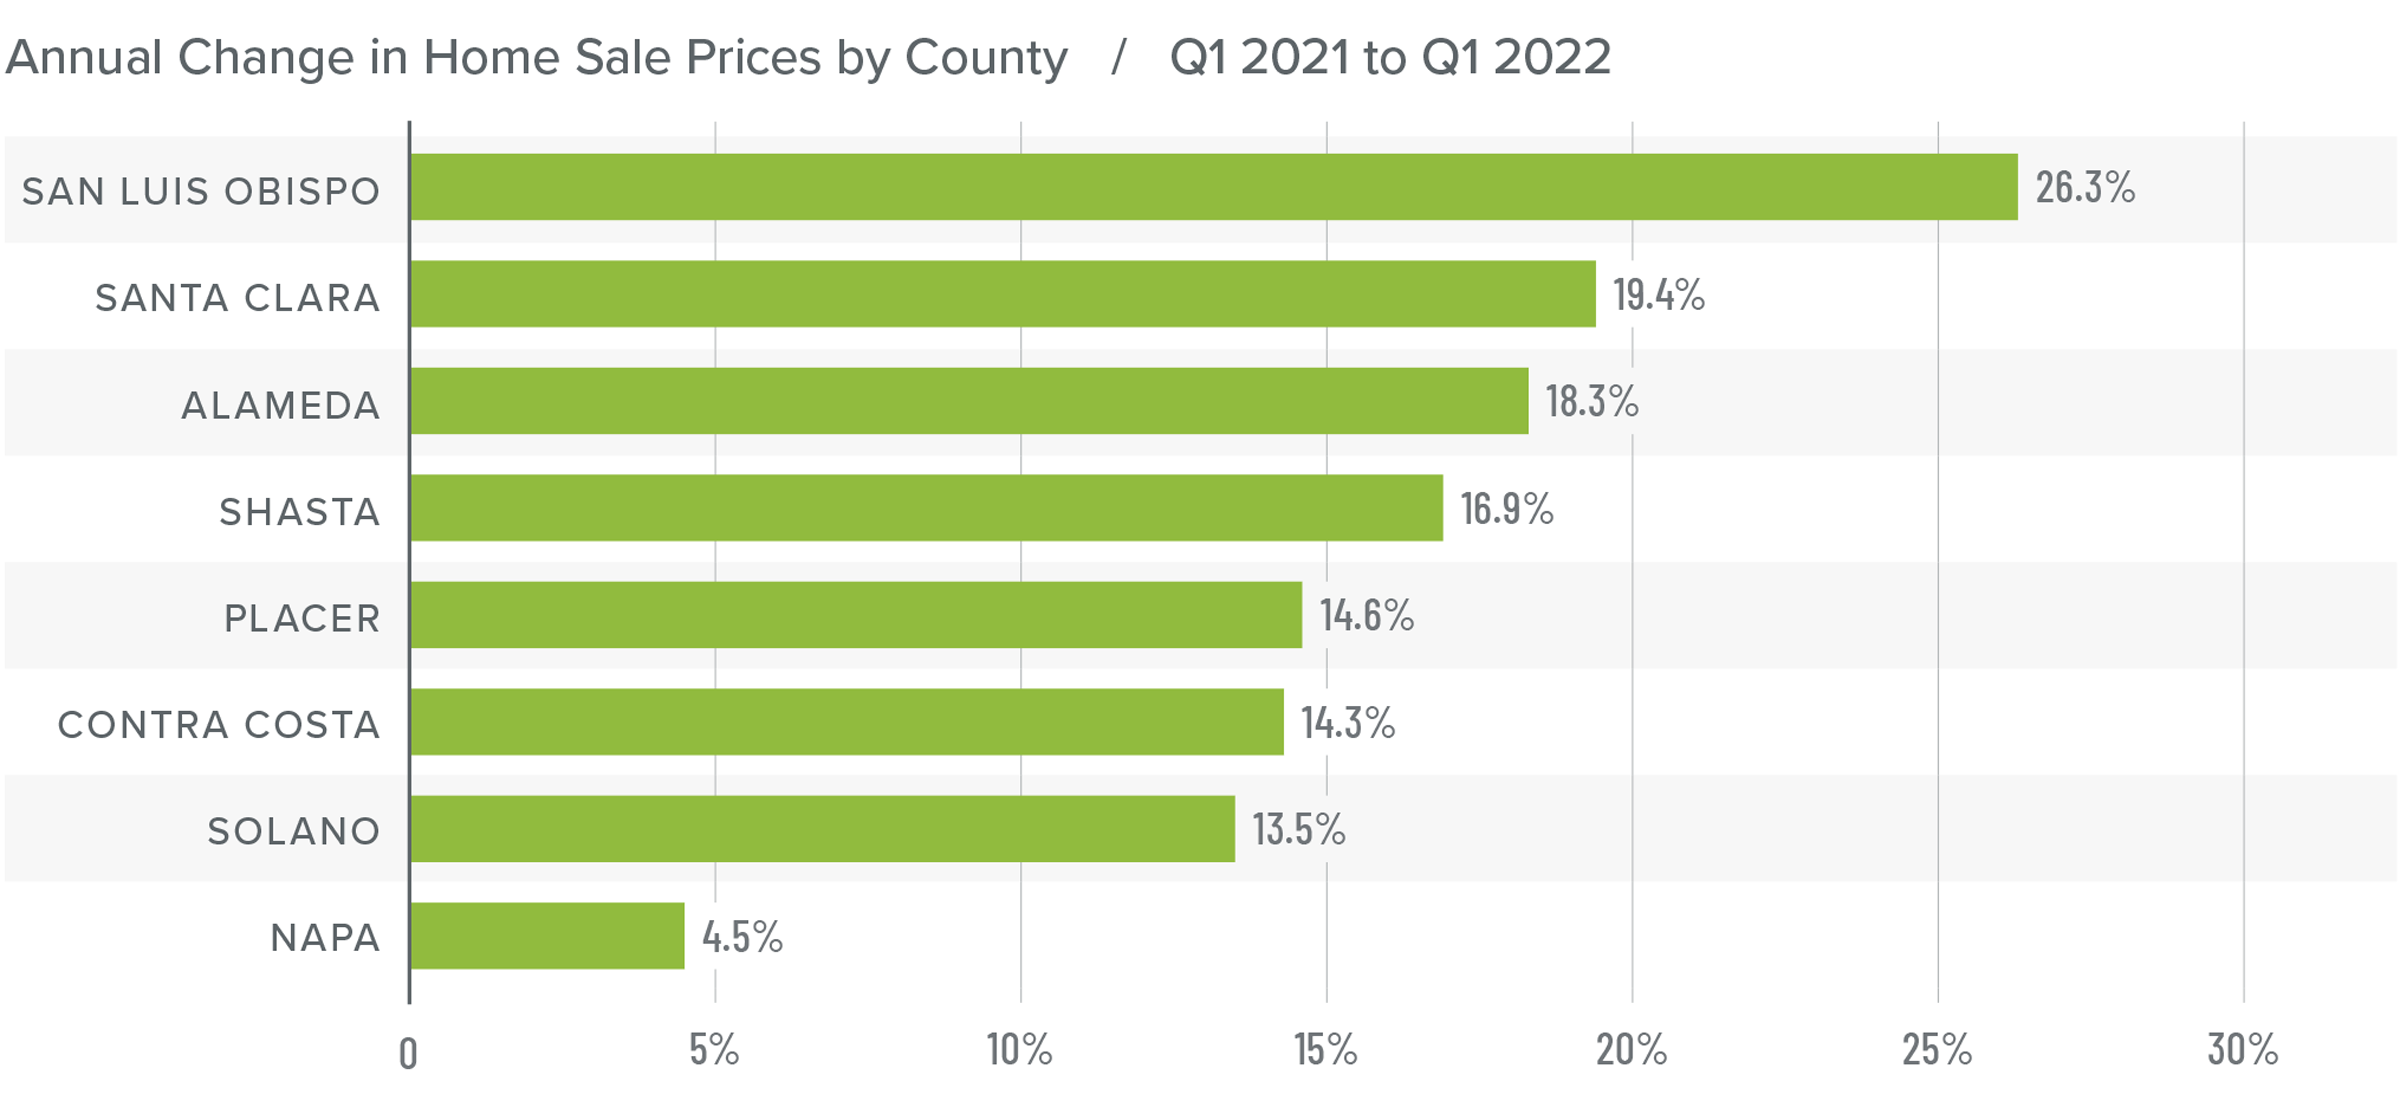 Annual Change in Home Sale Prices by County / Q1 2021 to Q1 2022
SAN LUIS OBISPO 26.3%
SANTA CLARA 19.4%
ALAMEDA 18.3%
SHASTA 16.9%
PLACER 14.6%
CONTRA COSTA 14.3%
SOLANO 13.5%
NAPA 4.5%
0 5% 10% 15% 20% 25% 30%